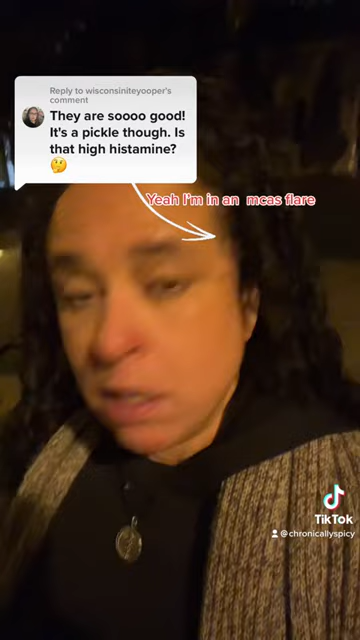 Reply to wisconsiniteyooper's
comment
They are soooo good!
It's a pickle though. Is
that high histamine?
🤔
Yeah I'm in an mcas flare
TikTok
@chronicallyspicy